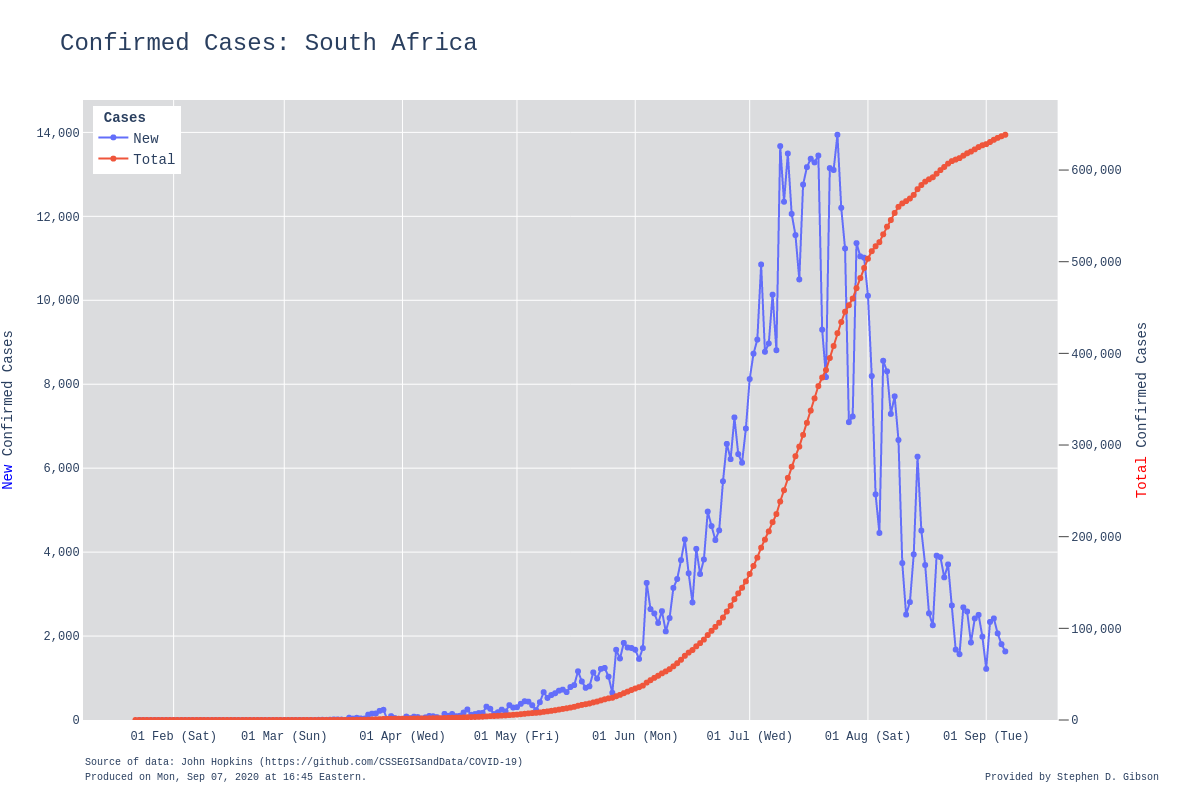 Confirmed Cases: South Africa
Cases
New
Total
14,000
12,000
10,000
8,000
6,000
4,000
2,000
0
New Confirmed Cases
600,000
500,000
400,000
300,000
200,000
100,000
0
Total Confirmed Cases
01 Feb (Sat)
01 Mar (Sun)
01 Apr (Wed)
01 May (Fri)
01 Jun (Mon)
01 Jul (Wed)
01 Aug (Sat)
01 Sep (Tue)
Source of data: John Hopkins (https://github.com/CSSEGISandData/COVID-19)
Produced on Mon, Sep 07, 2020 at 16:45 Eastern.
Provided by Stephen D. Gibson